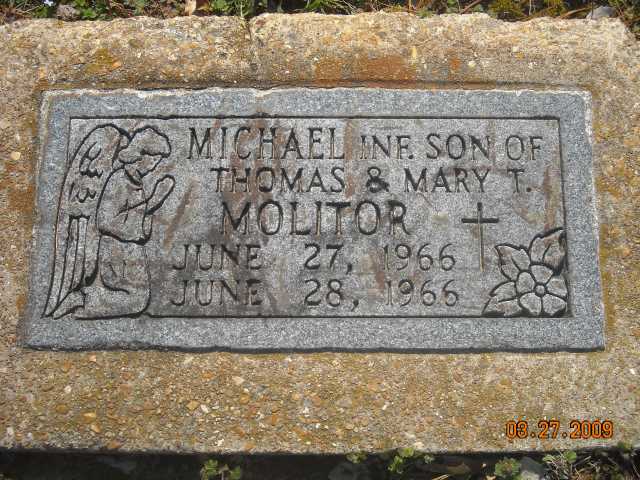 MICHAEL INF. SON OF
THOMAS & MARY T.
MOLITOR
JUNE 27, 1966
JUNE 28, 1966
03.27.2009